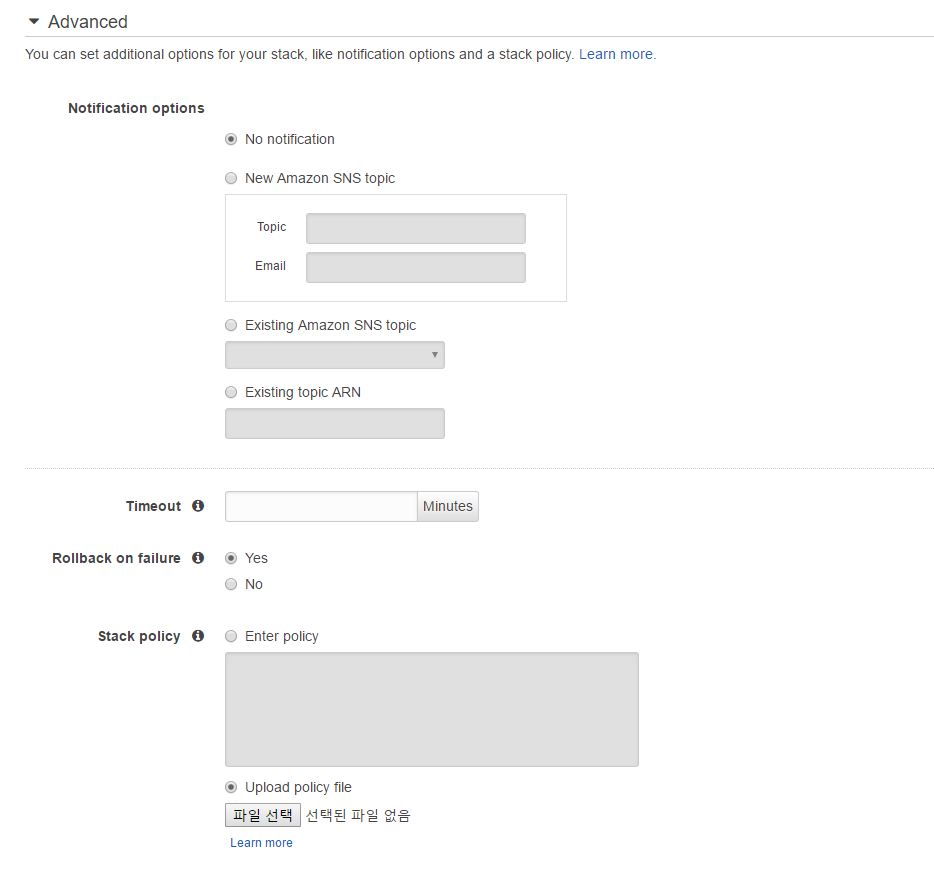 Advanced
You can set additional options for your stack, like notification options and a stack policy. Learn more.
Notification options
No notification
New Amazon SNS topic
Topic
Email
Existing Amazon SNS topic
Existing topic ARN
Timeout
Minutes
Rollback on failure
Yes
No
Stack policy
Enter policy
Upload policy file
파일 선택 선택된 파일 없음
Learn more